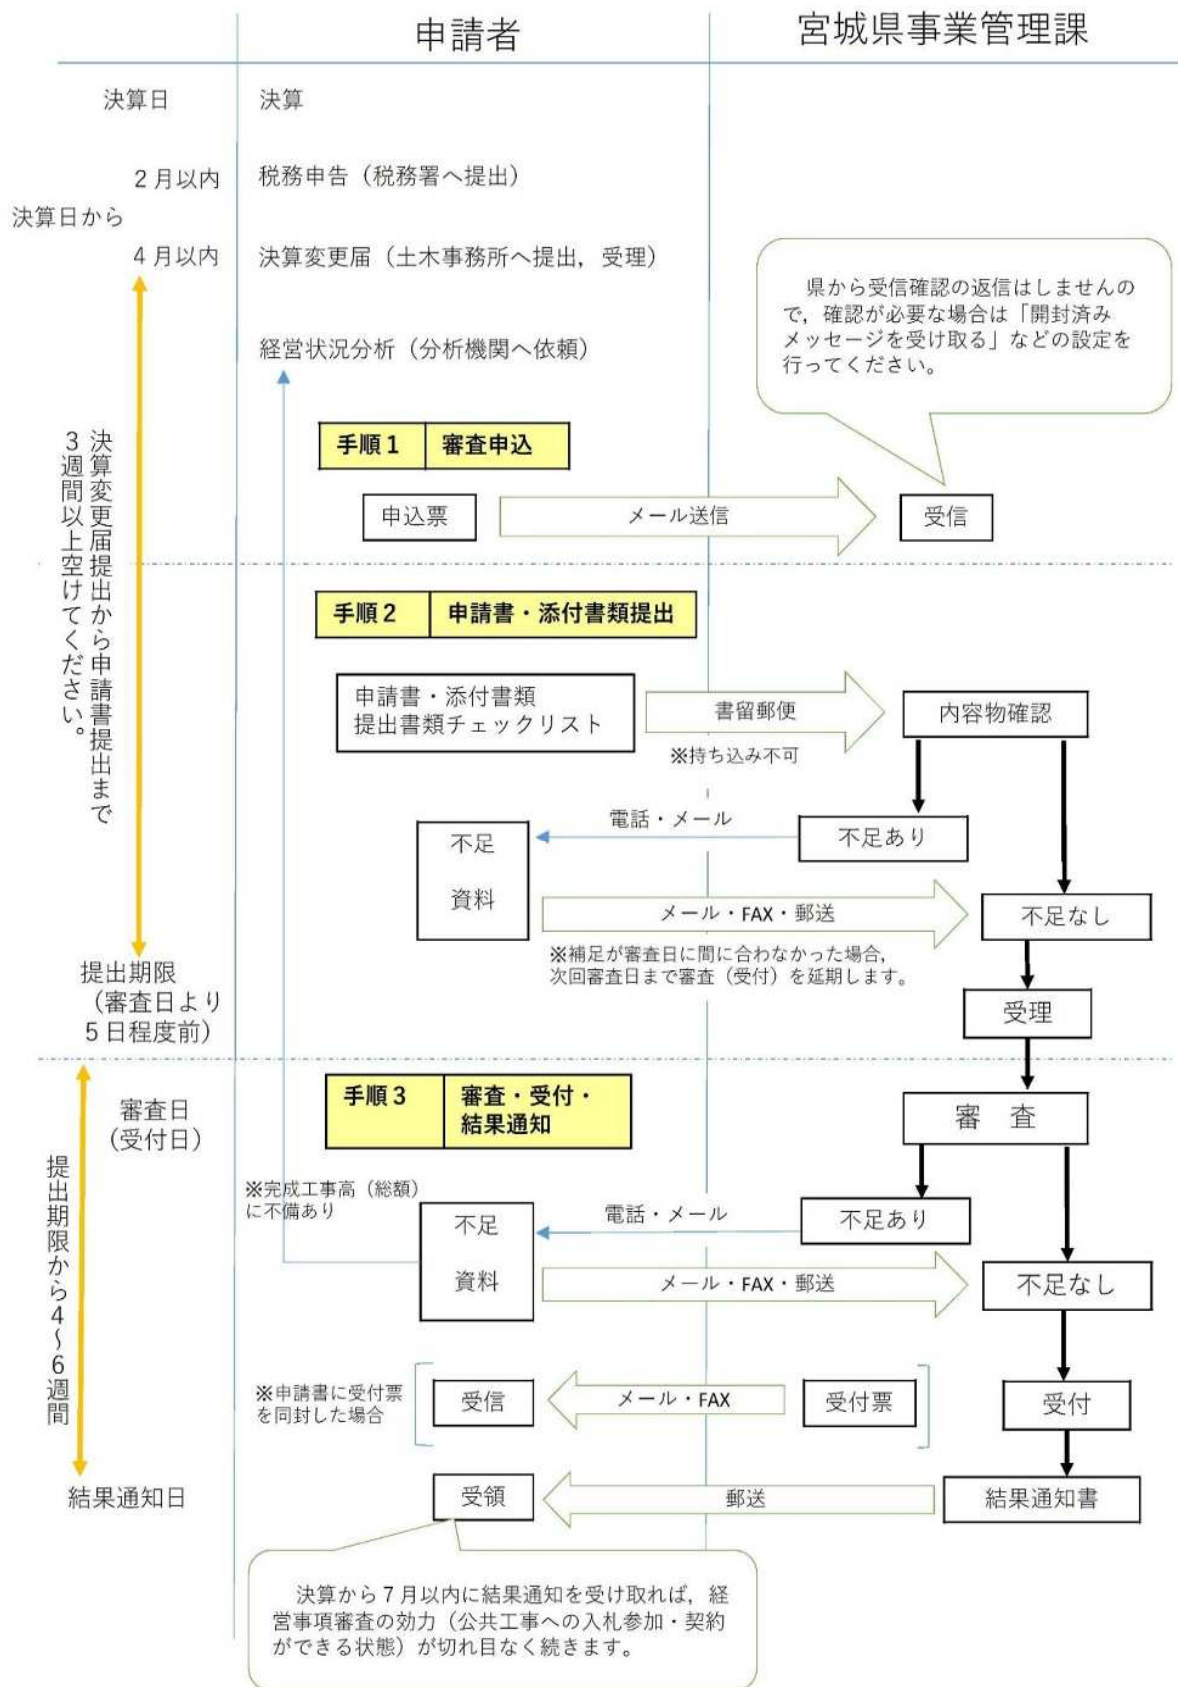 申請者
宮城県事業管理課
決算日
決算
2月以内
税務申告（税務署へ提出）
決算日から
4月以内
決算変更届（土木事務所へ提出，受理）
県から受信確認の返信はしませんの
で，確認が必要な場合は「開封済み
メッセージを受け取る」などの設定を
行ってください。
経営状況分析（分析機関へ依頼）
決算変更届提出から申請書提出まで
3週間以上空けてください。
手順1
審査申込
申込票
メール送信
受信
手順2
申請書・添付書類提出
申請書・添付書類
提出書類チェックリスト
書留郵便
※持ち込み不可
内容物確認
電話・メール
不足あり
不足
資料
メール・FAX・郵送
不足なし
※補足が審査日に間に合わなかった場合，
次回審査日まで審査（受付）を延期します。
提出期限
（審査日より
5日程度前）
受理
手順3
審査・受付・
結果通知
審査日
（受付日）
審　査
提出期限から4～6週間
※完成工事高（総額）
に不備あり
不足
資料
電話・メール
不足あり
メール・FAX・郵送
不足なし
※申請書に受付票
を同封した場合
受信
メール・FAX
受付票
受付
結果通知日
受領
郵送
結果通知書
決算から7月以内に結果通知を受け取れば，経
営事項審査の効力（公共工事への入札参加・契約
ができる状態）が切れ目なく続きます。